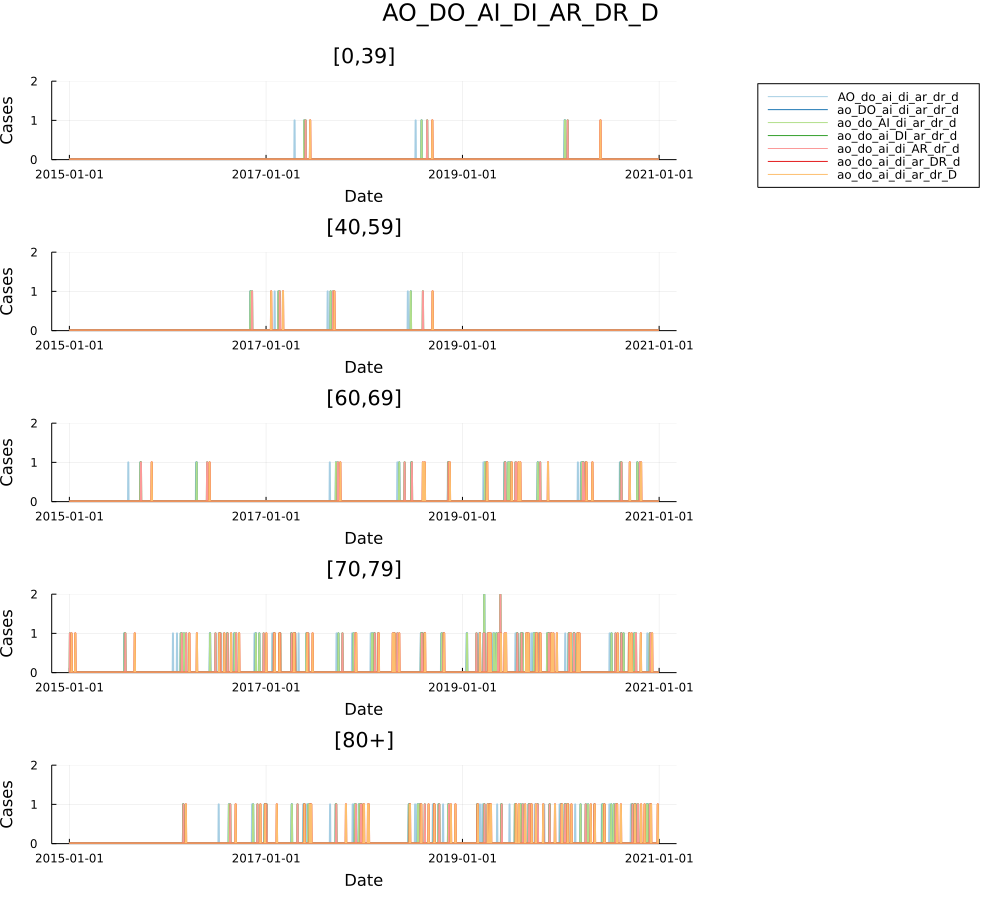 AO_DO_AI_DI_AR_DR_D
[0,39]
2
1
0
Cases
2015-01-01 2017-01-01 2019-01-01 2021-01-01
Date
AO_do_ai_di_ar_dr_d
ao_DO_ai_di_ar_dr_d
ao_do_AI_di_ar_dr_d
ao_do_ai_DI_ar_dr_d
ao_do_ai_di_AR_dr_d
ao_do_ai_di_ar_DR_d
ao_do_ai_di_ar_dr_D
[40,59]
2
1
0
Cases
2015-01-01 2017-01-01 2019-01-01 2021-01-01
Date
[60,69]
2
1
0
Cases
2015-01-01 2017-01-01 2019-01-01 2021-01-01
Date
[70,79]
2
1
0
Cases
2015-01-01 2017-01-01 2019-01-01 2021-01-01
Date
[80+]
2
1
0
Cases
2015-01-01 2017-01-01 2019-01-01 2021-01-01
Date